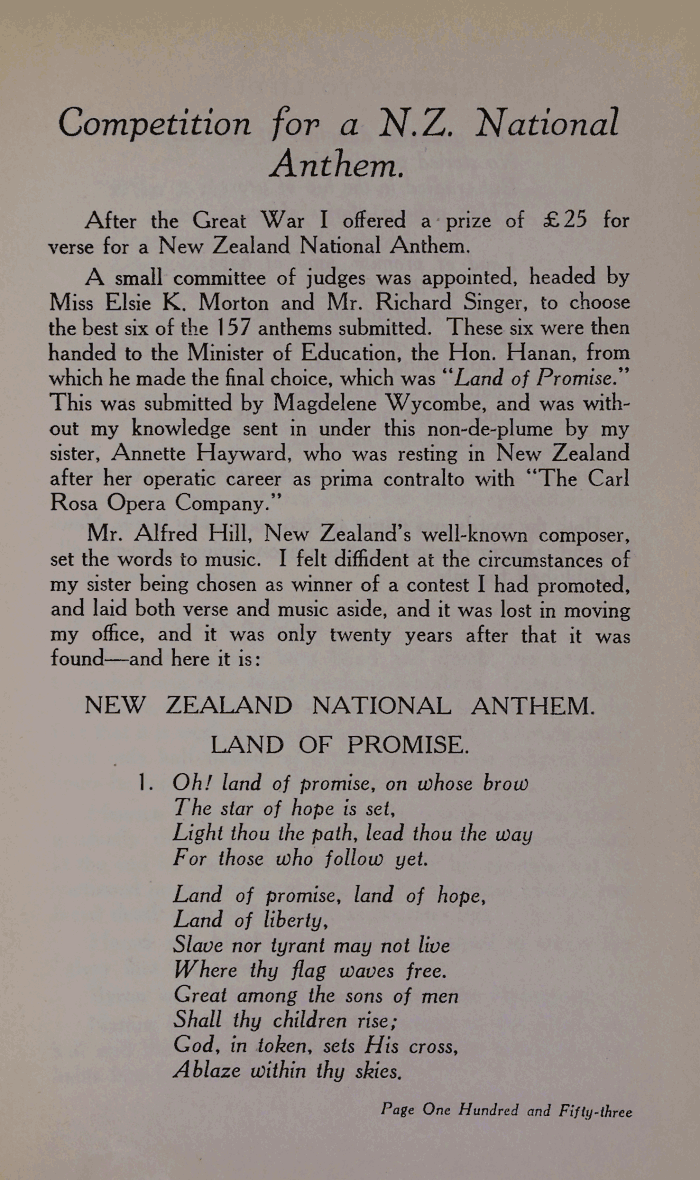 Competition for a N.Z. National
Anthem.
After the Great War I offered a prize of £25 for
verse for a New Zealand National Anthem.
A small committee of judges was appointed, headed by
Miss Elsie K. Morton and Mr. Richard Singer, to choose
the best six of the 157 anthems submitted. These six were then
handed to the Minister of Education, the Hon. Hanan, from
which he made the final choice, which was "Land of Promise."
This was submitted by Magdelene Wycombe, and was with-
out my knowledge sent in under this non-de-plume by my
sister, Annette Hayward, who was resting in New Zealand
after her operatic career as prima contralto with "The Carl
Rosa Opera Company."
Mr. Alfred Hill, New Zealand's well-known composer,
set the words to music. I felt diffident at the circumstances of
my sister being chosen as winner of a contest I had promoted,
and laid both verse and music aside, and it was lost in moving
my office, and it was only twenty years after that it was
found—and here it is:
NEW ZEALAND NATIONAL ANTHEM.
LAND OF PROMISE.
1. Oh! land of promise, on whose brow
The star of hope is set,
Light thou the path, lead thou the way
For those who follow yet.
Land of promise, land of hope,
Land of liberty,
Slave nor tyrant may not live
Where thy flag waves free.
Great among the sons of men
Shall thy children rise;
God, in token, sets His cross,
Ablaze within thy skies.
Page One Hundred and Fifty-three